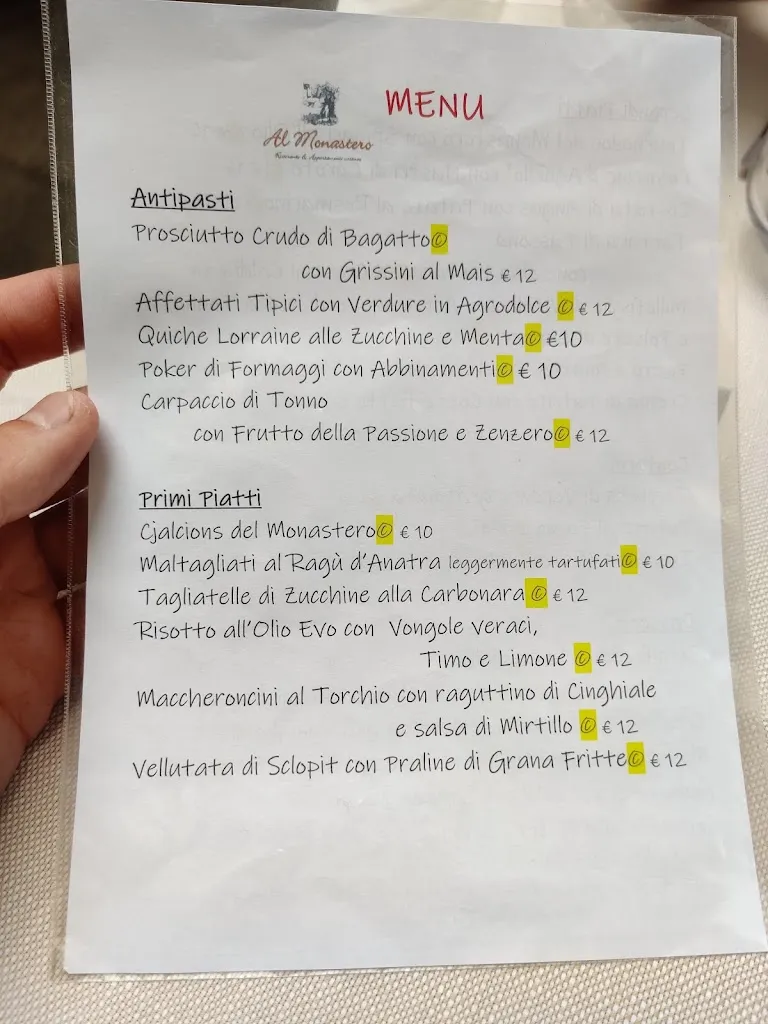 MENU
Al Monastero
Antipasti
Prosciutto Crudo di Bagatto©
con Grissini al Mais € 12
Affettati Tipici con Verdure in Agrodolce © € 12
Quiche Lorraine alle Zucchine e Menta© €10
Poker di Formaggi con Abbinamenti© € 10
Carpaccio di Tonno
con Frutto della Passione e Zenzero© € 12
Primi Piatti
Cjalcions del Monastero© € 10
Maltagliati al Ragù d'Anatra leggermente tartufati© € 10
Tagliatelle di Zucchine alla Carbonara © € 12
Risotto all'Olio Evo con Vongole veraci,
Timo e Limone © € 12
Maccheroncini al Torchio con raguttino di Cinghiale
e salsa di Mirtillo © € 12
Vellutata di Sclopit con Praline di Grana Fritte© € 12